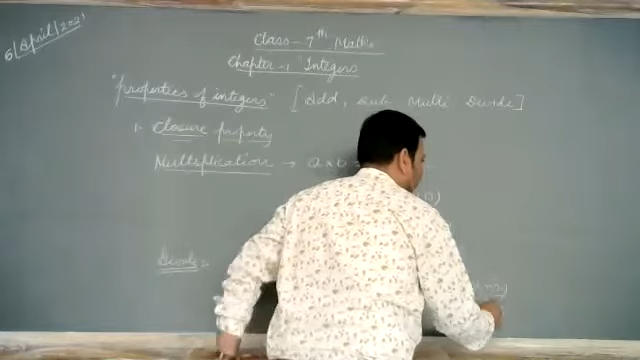 6/April/2021
Class - 7th Maths
Chapter - 1 "Integers"
"properties of integers" [Add, Sub Multi Divide]
1. Closure property
Multiplication → a × b =
Divide :